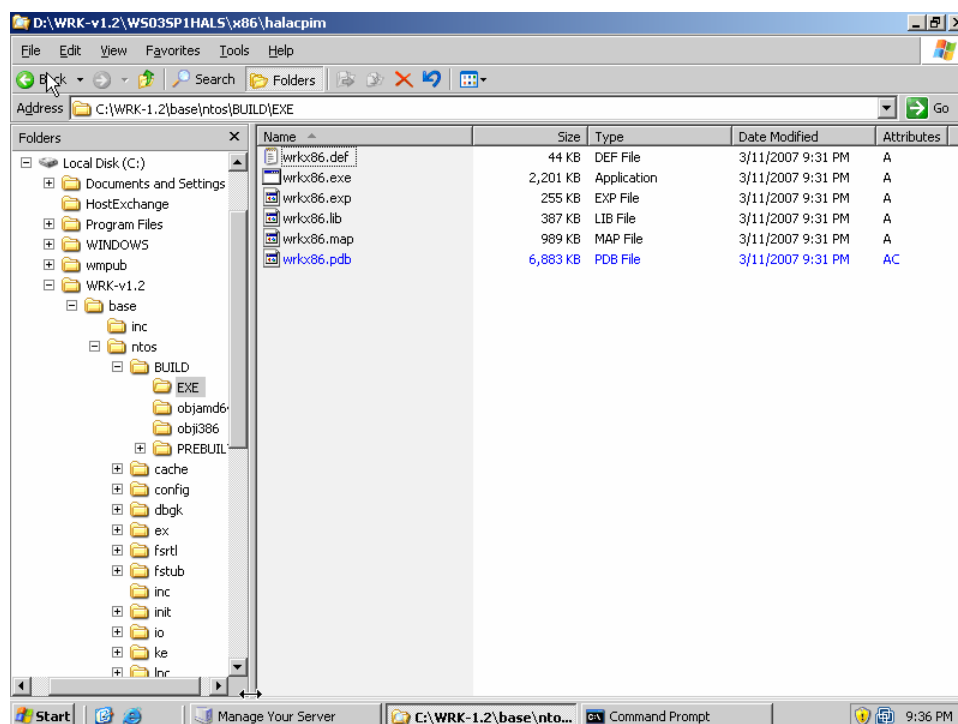 D:\WRK-v1.2\WS03SP1HALS\x86\halacpim
File Edit View Favorites Tools Help
Back Search Folders
Address C:\WRK-1.2\base\ntos\BUILD\EXE Go
Folders x Name Size Type Date Modified Attributes
Local Disk (C:)
Documents and Settings
HostExchange
Program Files
WINDOWS
wmpub
WRK-v1.2
base
inc
ntos
BUILD
EXE
objamd64
obji386
PREBUIL
cache
config
dbgk
ex
fsrtl
fstub
inc
init
io
ke
lpc
wrkx86.def 44 KB DEF File 3/11/2007 9:31 PM A
wrkx86.exe 2,201 KB Application 3/11/2007 9:31 PM A
wrkx86.exp 255 KB EXP File 3/11/2007 9:31 PM A
wrkx86.lib 387 KB LIB File 3/11/2007 9:31 PM A
wrkx86.map 989 KB MAP File 3/11/2007 9:31 PM A
wrkx86.pdb 6,883 KB PDB File 3/11/2007 9:31 PM AC
Start Manage Your Server C:\WRK-1.2\base\nto... Command Prompt 9:36 PM